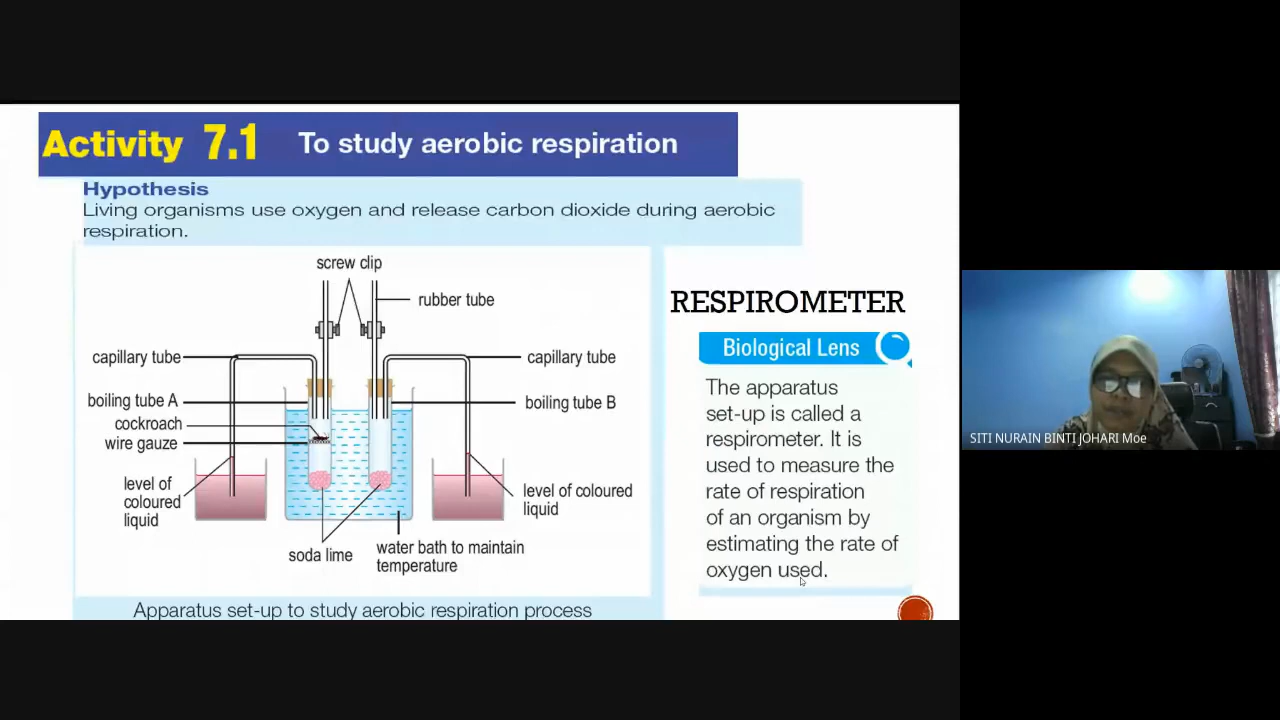 Activity 7.1 To study aerobic respiration
Hypothesis
Living organisms use oxygen and release carbon dioxide during aerobic
respiration.
screw clip
rubber tube
capillary tube
capillary tube
boiling tube A
boiling tube B
cockroach
wire gauze
level of
coloured
liquid
level of coloured
liquid
soda lime
water bath to maintain
temperature
Apparatus set-up to study aerobic respiration process
RESPIROMETER
Biological Lens
The apparatus
set-up is called a
respirometer. It is
used to measure the
rate of respiration
of an organism by
estimating the rate of
oxygen used.
SITI NURAIN BINTI JOHARI Moe